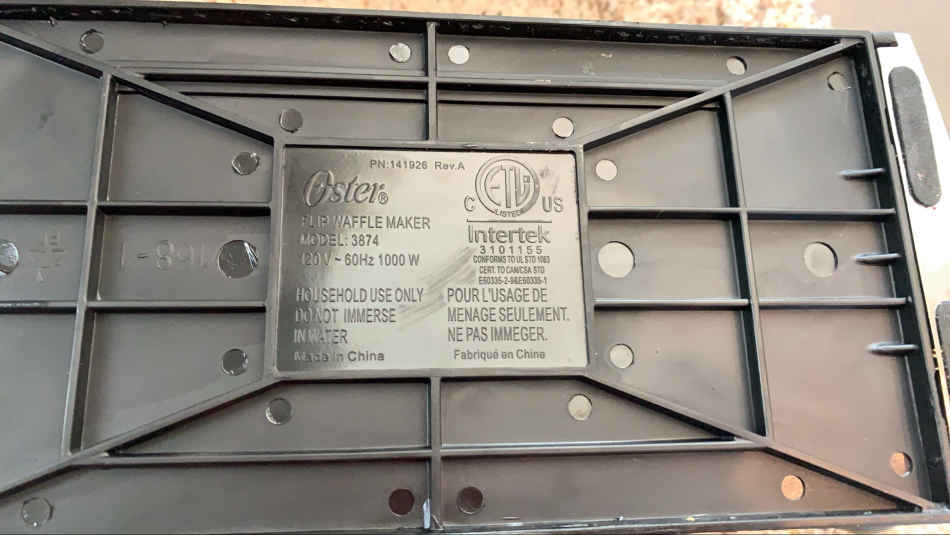 PN:141926 Rev.A
Oster®
FLIP WAFFLE MAKER
MODEL: 3874
120V ~ 60Hz 1000 W
HOUSEHOLD USE ONLY
DO NOT IMMERSE
IN WATER
Made in China
ETL
C US
LISTED
Intertek
3101155
CONFORMS TO UL STD 1083
CERT. TO CAN/CSA STD
E60335-2-9&E60335-1
POUR L'USAGE DE
MENAGE SEULEMENT.
NE PAS IMMEGER.
Fabriqué en Chine